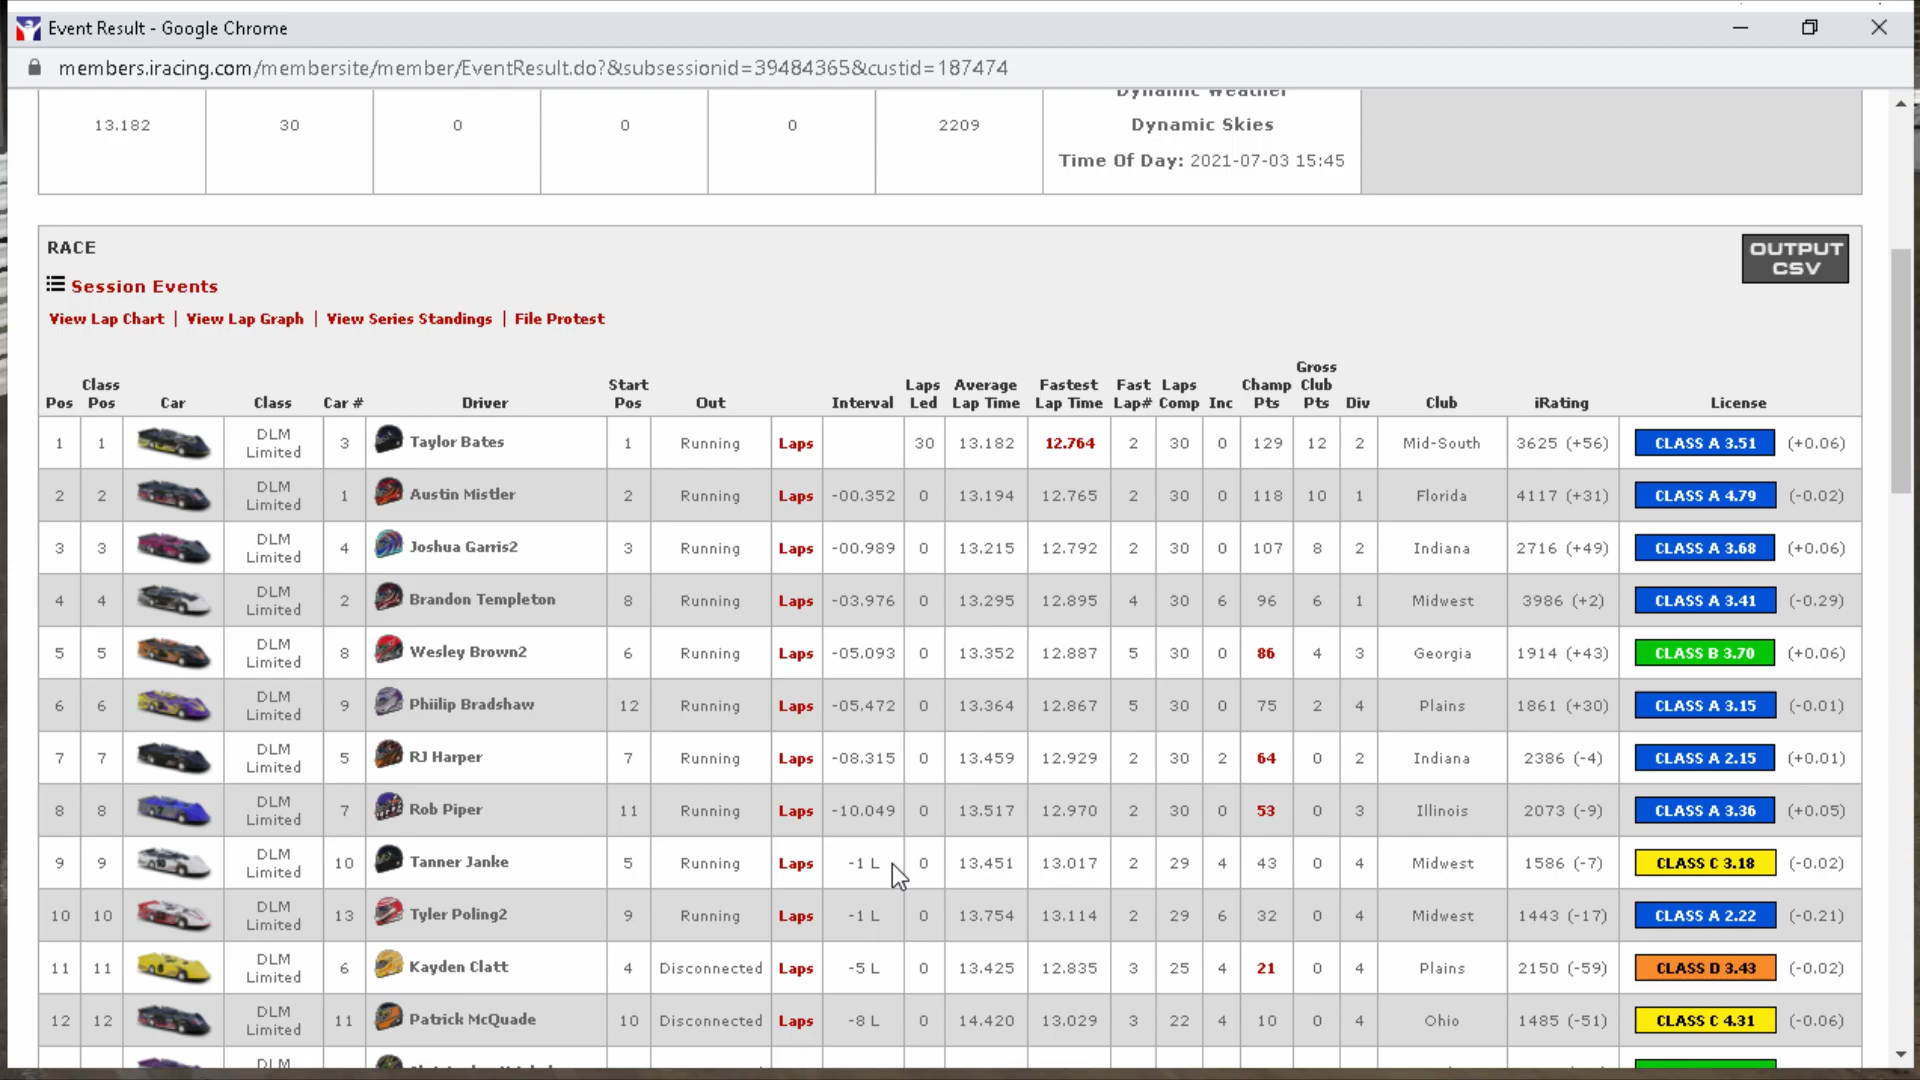 Event Result - Google Chrome
members.iracing.com/membersite/member/EventResult.do?&subsessionid=39484365&custid=187474
Dynamic Weather
13.182 30 0 0 0 2209 Dynamic Skies
Time Of Day: 2021-07-03 15:45
RACE
OUTPUT CSV
Session Events
View Lap Chart | View Lap Graph | View Series Standings | File Protest
Pos Class Pos Car Class Car # Driver Start Pos Out Interval Laps Led Average Lap Time Fastest Lap Time Fast Lap# Laps Comp Inc Champ Pts Gross Club Pts Div Club iRating License
1 1 DLM Limited 3 Taylor Bates 1 Running Laps 30 13.182 12.764 2 30 0 129 12 2 Mid-South 3625 (+56) CLASS A 3.51 (+0.06)
2 2 DLM Limited 1 Austin Mistler 2 Running Laps -00.352 0 13.194 12.765 2 30 0 118 10 1 Florida 4117 (+31) CLASS A 4.79 (-0.02)
3 3 DLM Limited 4 Joshua Garris2 3 Running Laps -00.989 0 13.215 12.792 2 30 0 107 8 2 Indiana 2716 (+49) CLASS A 3.68 (+0.06)
4 4 DLM Limited 2 Brandon Templeton 8 Running Laps -03.976 0 13.295 12.895 4 30 6 96 6 1 Midwest 3986 (+2) CLASS A 3.41 (-0.29)
5 5 DLM Limited 8 Wesley Brown2 6 Running Laps -05.093 0 13.352 12.887 5 30 0 86 4 3 Georgia 1914 (+43) CLASS B 3.70 (+0.06)
6 6 DLM Limited 9 Phiilip Bradshaw 12 Running Laps -05.472 0 13.364 12.867 5 30 0 75 2 4 Plains 1861 (+30) CLASS A 3.15 (-0.01)
7 7 DLM Limited 5 RJ Harper 7 Running Laps -08.315 0 13.459 12.929 2 30 2 64 0 2 Indiana 2386 (-4) CLASS A 2.15 (+0.01)
8 8 DLM Limited 7 Rob Piper 11 Running Laps -10.049 0 13.517 12.970 2 30 0 53 0 3 Illinois 2073 (-9) CLASS A 3.36 (+0.05)
9 9 DLM Limited 10 Tanner Janke 5 Running Laps -1 L 0 13.451 13.017 2 29 4 43 0 4 Midwest 1586 (-7) CLASS C 3.18 (-0.02)
10 10 DLM Limited 13 Tyler Poling2 9 Running Laps -1 L 0 13.754 13.114 2 29 6 32 0 4 Midwest 1443 (-17) CLASS A 2.22 (-0.21)
11 11 DLM Limited 6 Kayden Clatt 4 Disconnected Laps -5 L 0 13.425 12.835 3 25 4 21 0 4 Plains 2150 (-59) CLASS D 3.43 (-0.02)
12 12 DLM Limited 11 Patrick McQuade 10 Disconnected Laps -8 L 0 14.420 13.029 3 22 4 10 0 4 Ohio 1485 (-51) CLASS C 4.31 (-0.06)
DLM